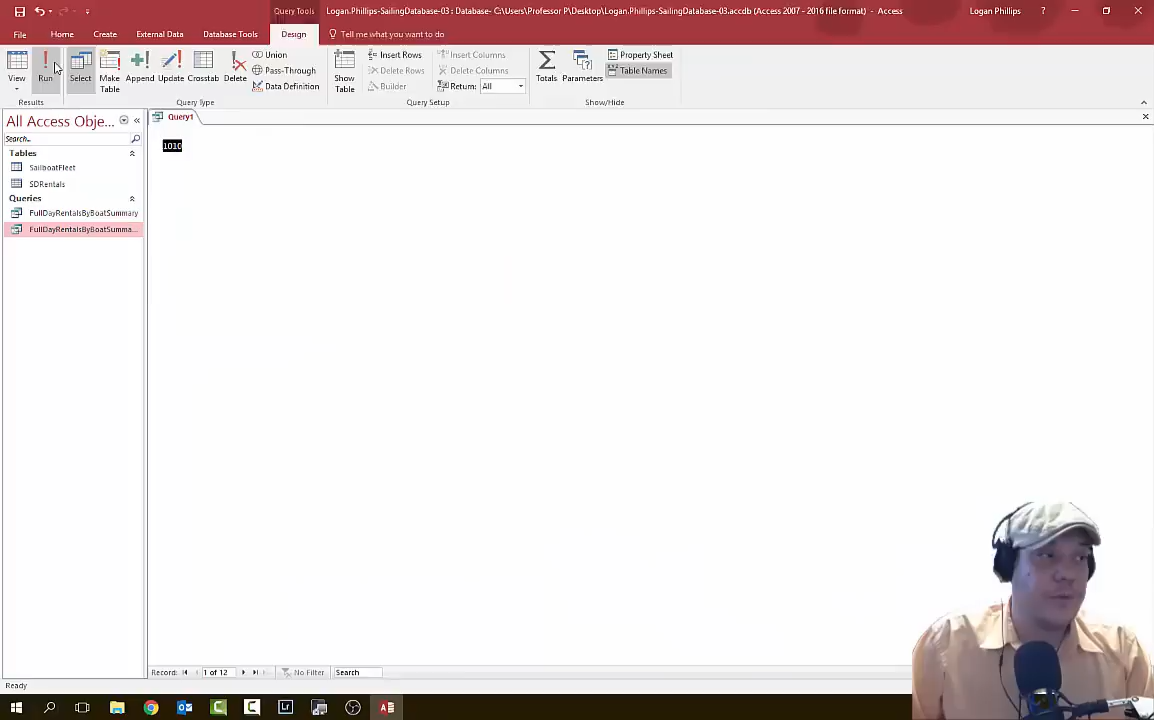 Query Tools
Logan.Phillips-SailingDatabase-03 : Database- C:\Users\Professor P\Desktop\Logan.Phillips-SailingDatabase-03.accdb (Access 2007 - 2016 file format) - Access
Logan Phillips
?
File
Home
Create
External Data
Database Tools
Design
Tell me what you want to do
View
Run
Select
Make Table
Append
Update
Crosstab
Delete
Union
Pass-Through
Data Definition
Show Table
Insert Rows
Delete Rows
Builder
Insert Columns
Delete Columns
Return: All
Totals
Parameters
Property Sheet
Table Names
Results
Query Type
Query Setup
Show/Hide
All Access Obje...
Search..
Tables
SailboatFleet
SDRentals
Queries
FullDayRentalsByBoatSummary
FullDayRentalsByBoatSumma...
Query1
1010
Record:
1 of 12
No Filter
Search
Ready